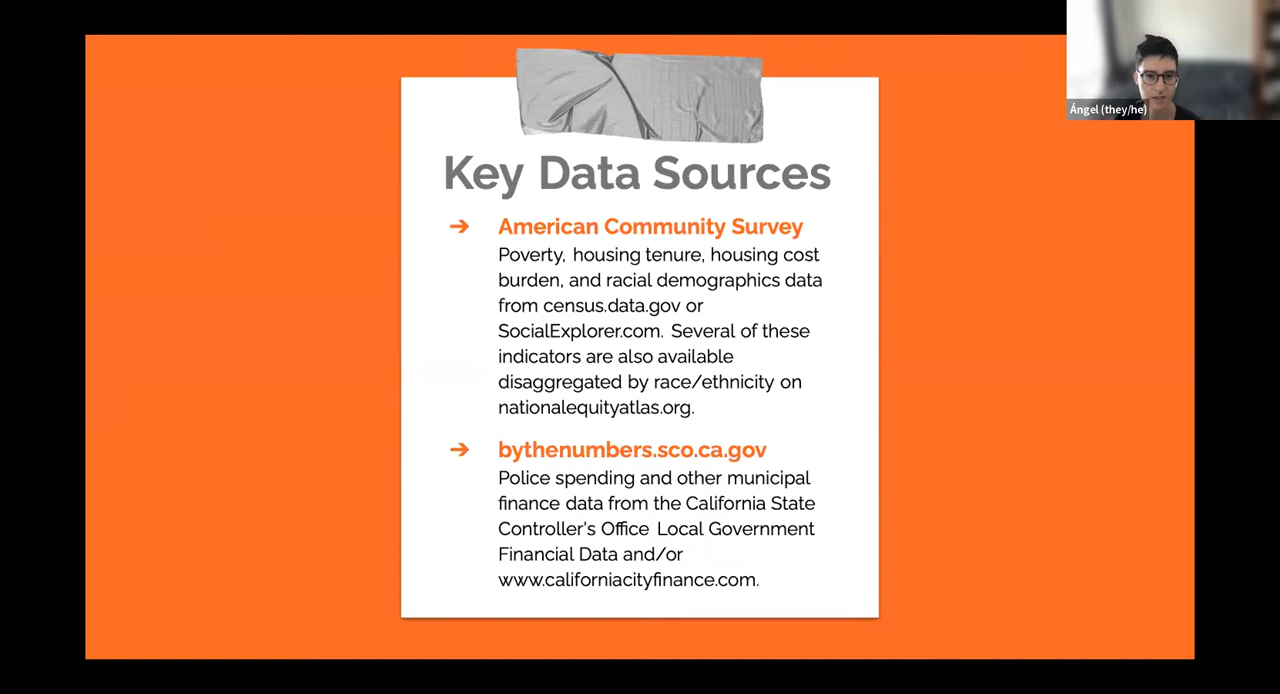 Ángel (they/he)
Key Data Sources
➔ American Community Survey
Poverty, housing tenure, housing cost
burden, and racial demographics data
from census.data.gov or
SocialExplorer.com. Several of these
indicators are also available
disaggregated by race/ethnicity on
nationalequityatlas.org.
➔ bythenumbers.sco.ca.gov
Police spending and other municipal
finance data from the California State
Controller's Office Local Government
Financial Data and/or
www.californiacityfinance.com.